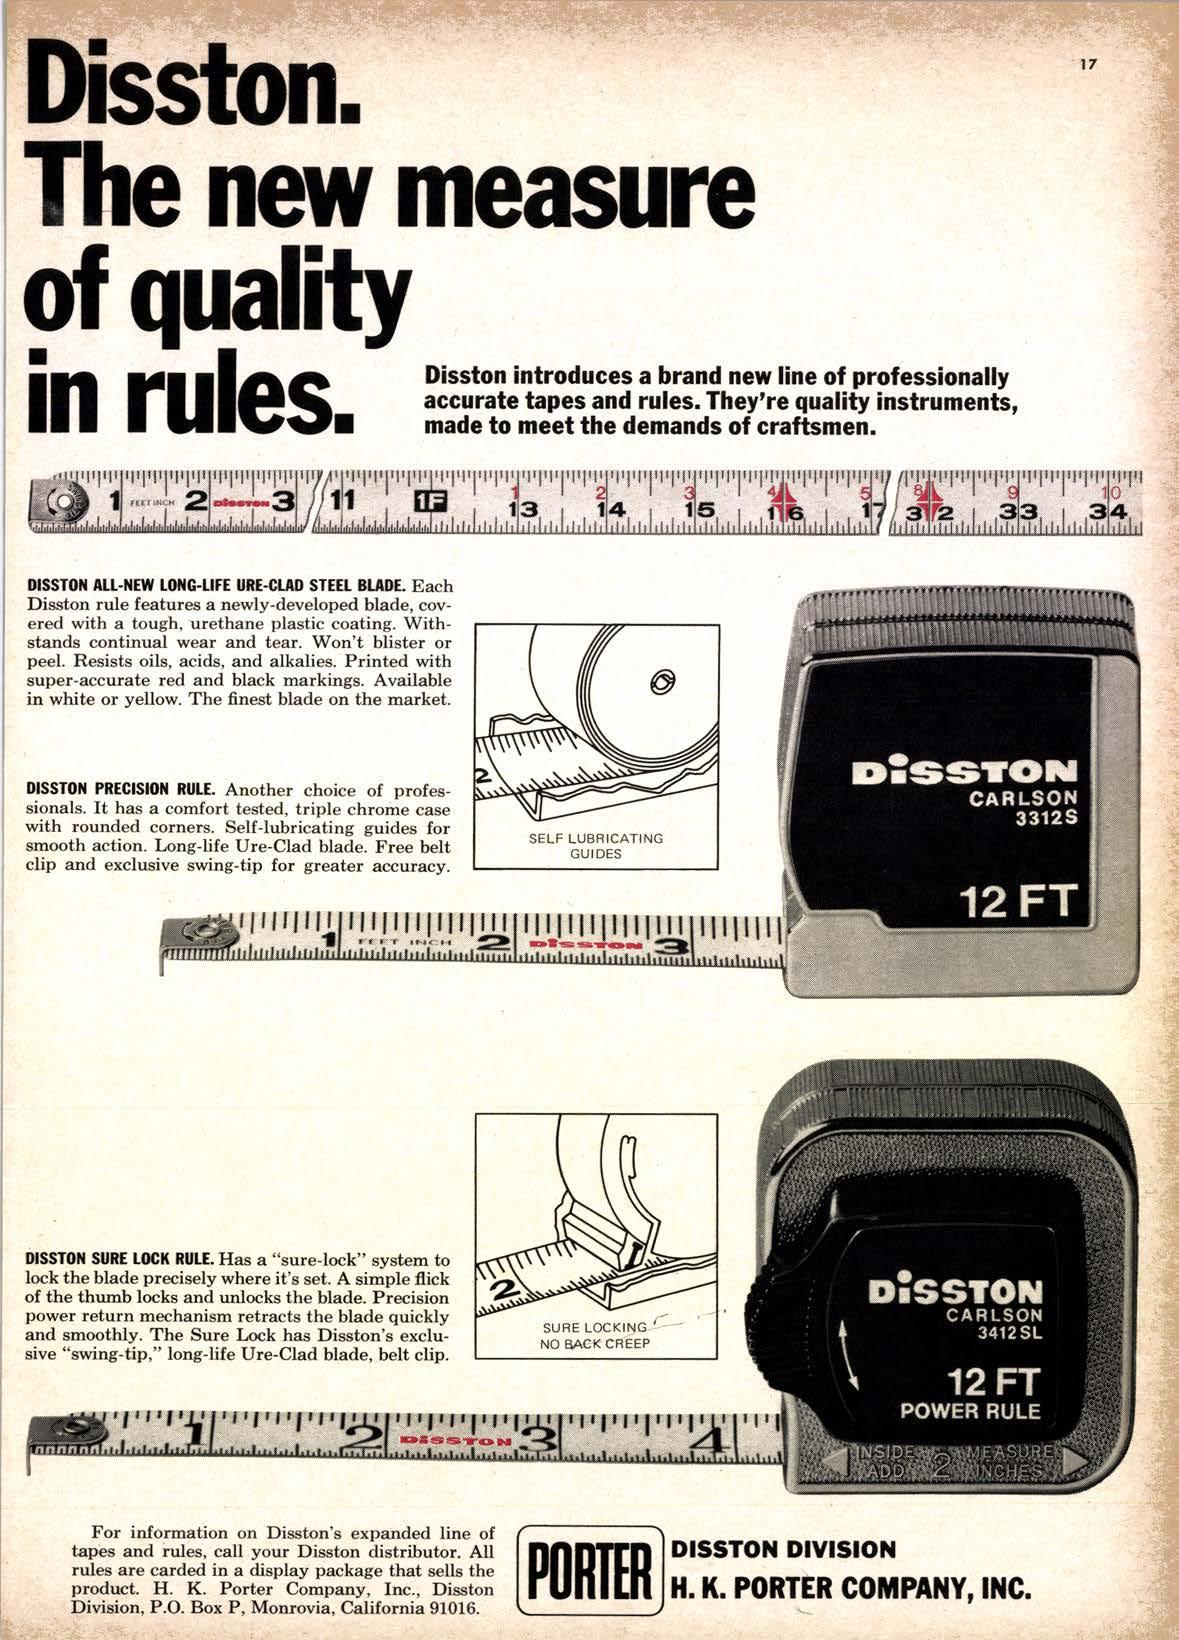 17
Disston.
The new measure
of quality
in rules.
Disston introduces a brand new line of professionally
accurate tapes and rules. They're quality instruments,
made to meet the demands of craftsmen.
1 FEET INCH 2 DISSTON 3 11 1F 1 13 2 14 3 15 4 16 5 17 8 32 9 33 10 34
DISSTON ALL-NEW LONG-LIFE URE-CLAD STEEL BLADE. Each
Disston rule features a newly-developed blade, cov-
ered with a tough, urethane plastic coating. With-
stands continual wear and tear. Won't blister or
peel. Resists oils, acids, and alkalies. Printed with
super-accurate red and black markings. Available
in white or yellow. The finest blade on the market.
DISSTON PRECISION RULE. Another choice of profes-
sionals. It has a comfort tested, triple chrome case
with rounded corners. Self-lubricating guides for
smooth action. Long-life Ure-Clad blade. Free belt
clip and exclusive swing-tip for greater accuracy.
2
SELF LUBRICATING
GUIDES
DISSTON
CARLSON
3312S
12 FT
1 FEET INCH 2 DISSTON 3
DISSTON SURE LOCK RULE. Has a "sure-lock" system to
lock the blade precisely where it's set. A simple flick
of the thumb locks and unlocks the blade. Precision
power return mechanism retracts the blade quickly
and smoothly. The Sure Lock has Disston's exclu-
sive "swing-tip," long-life Ure-Clad blade, belt clip.
2
SURE LOCKING
NO BACK CREEP
DISSTON
CARLSON
3412 SL
12 FT
POWER RULE
INSIDE MEASURE
ADD 2 INCHES
1 2 DISSTON 3 4
For information on Disston's expanded line of
tapes and rules, call your Disston distributor. All
rules are carded in a display package that sells the
product. H. K. Porter Company, Inc., Disston
Division, P.O. Box P, Monrovia, California 91016.
PORTER
DISSTON DIVISION
H. K. PORTER COMPANY, INC.